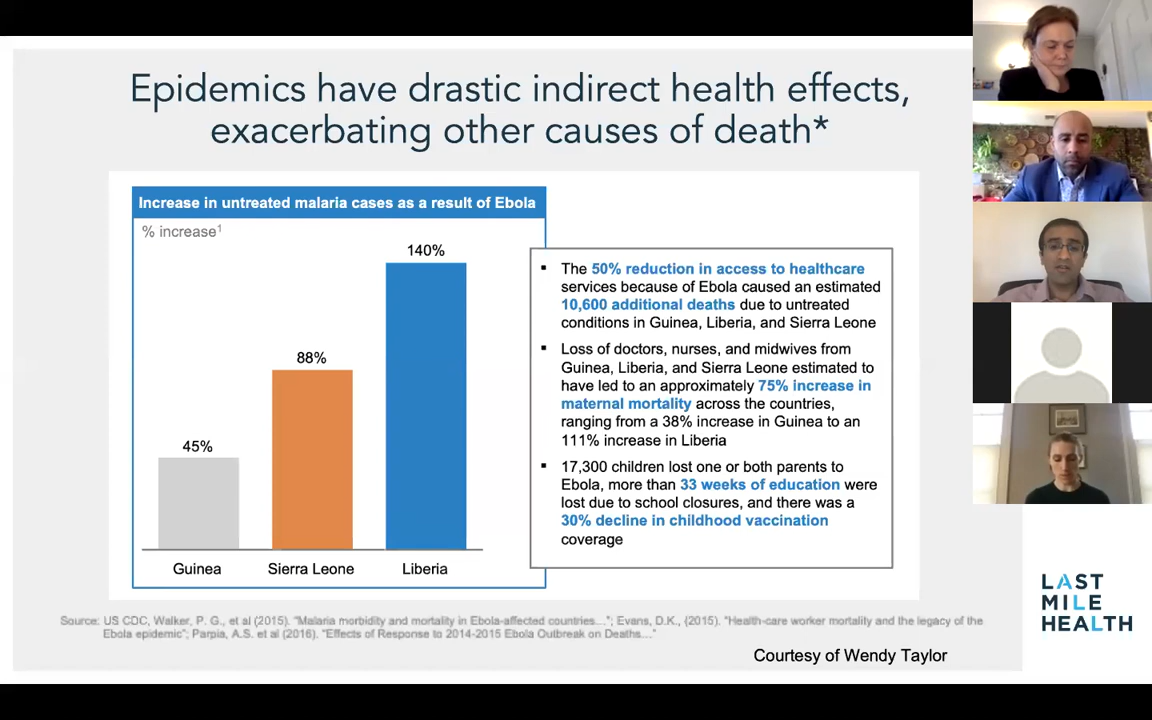 Epidemics have drastic indirect health effects,
exacerbating other causes of death*
Increase in untreated malaria cases as a result of Ebola
% increase¹
140%
88%
45%
Guinea
Sierra Leone
Liberia
▪ The 50% reduction in access to healthcare
services because of Ebola caused an estimated
10,600 additional deaths due to untreated
conditions in Guinea, Liberia, and Sierra Leone
▪ Loss of doctors, nurses, and midwives from
Guinea, Liberia, and Sierra Leone estimated to
have led to an approximately 75% increase in
maternal mortality across the countries,
ranging from a 38% increase in Guinea to an
111% increase in Liberia
▪ 17,300 children lost one or both parents to
Ebola, more than 33 weeks of education were
lost due to school closures, and there was a
30% decline in childhood vaccination
coverage
Source: US CDC, Walker, P. G., et al (2015). "Malaria morbidity and mortality in Ebola-affected countries..."; Evans, D.K., (2015). "Health-care worker mortality and the legacy of the
Ebola epidemic"; Parpia, A.S. et al (2016). "Effects of Response to 2014-2015 Ebola Outbreak on Deaths..."
Courtesy of Wendy Taylor
LAST
MILE
HEALTH